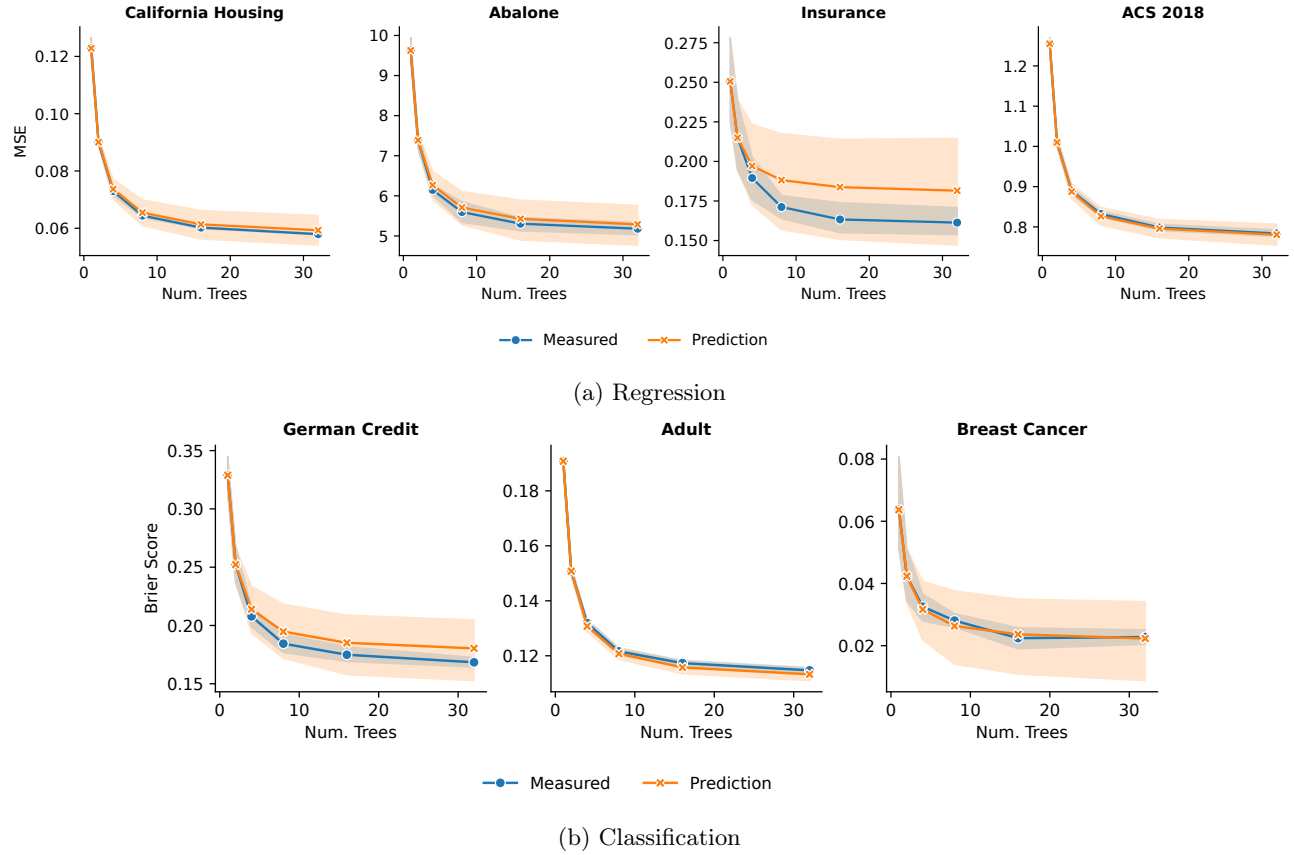 California Housing Abalone Insurance ACS 2018
MSE
0.12 0.10 0.08 0.06
10 9 8 7 6 5
0.275 0.250 0.225 0.200 0.175 0.150
1.2 1.1 1.0 0.9 0.8
0 10 20 30 0 10 20 30 0 10 20 30 0 10 20 30
Num. Trees Num. Trees Num. Trees Num. Trees
Measured Prediction
(a) Regression
German Credit Adult Breast Cancer
Brier Score
0.35 0.30 0.25 0.20 0.15
0.18 0.16 0.14 0.12
0.08 0.06 0.04 0.02
0 10 20 30 0 10 20 30 0 10 20 30
Num. Trees Num. Trees Num. Trees
Measured Prediction
(b) Classification